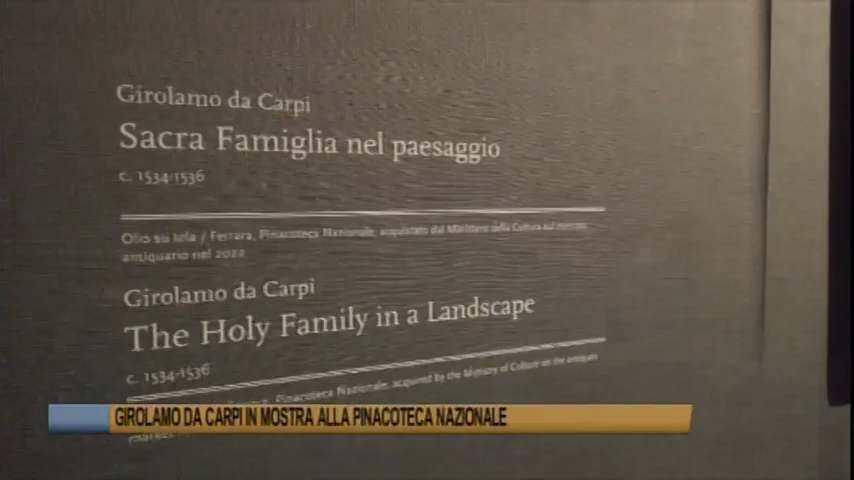 Girolamo da Carpi
Sacra Famiglia nel paesaggio
c. 1534-1536
Olio su tela / Ferrara, Pinacoteca Nazionale; acquistato dal Ministero della Cultura sul mercato
antiquario nel 2022
Girolamo da Carpi
The Holy Family in a Landscape
c. 1534-1536
Pinacoteca Nazionale; acquired by the Ministry of Culture on the antiques
GIROLAMO DA CARPI IN MOSTRA ALLA PINACOTECA NAZIONALE
market